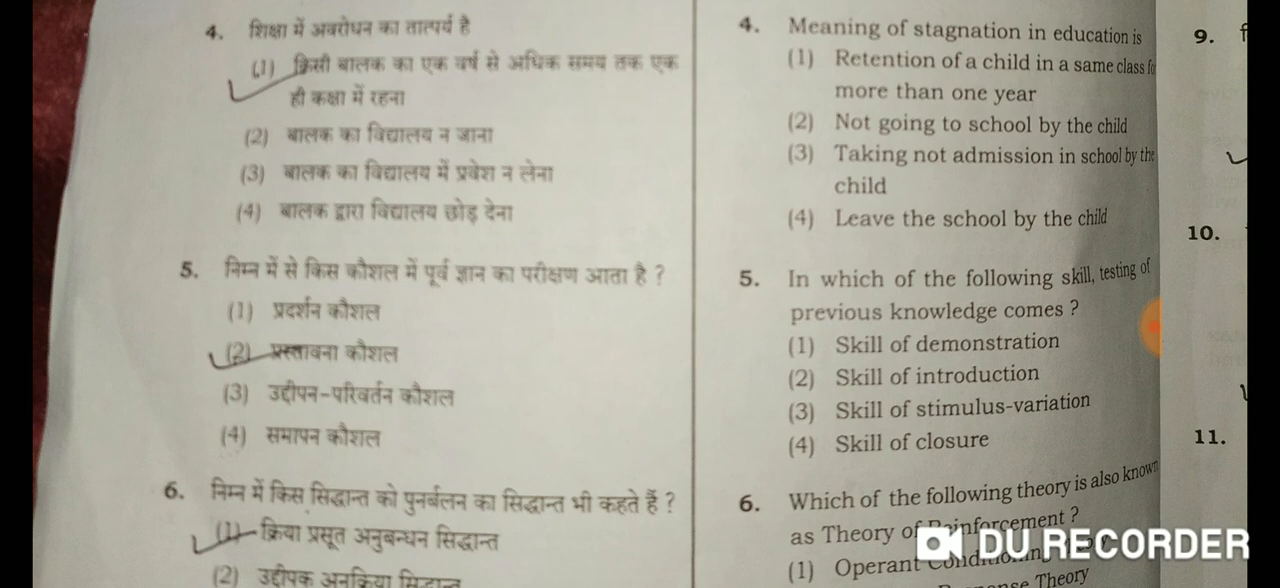 4. शिक्षा में अवरोधन का तात्पर्य है
(1) किसी बालक का एक वर्ष से अधिक समय तक एक
ही कक्षा में रहना
(2) बालक का विद्यालय न जाना
(3) बालक का विद्यालय में प्रवेश न लेना
(4) बालक द्वारा विद्यालय छोड़ देना
5. निम्न में से किस कौशल में पूर्व ज्ञान का परीक्षण आता है ?
(1) प्रदर्शन कौशल
(2) प्रस्तावना कौशल
(3) उद्दीपन-परिवर्तन कौशल
(4) समापन कौशल
6. निम्न में किस सिद्धान्त को पुनर्बलन का सिद्धान्त भी कहते हैं ?
(1) क्रिया प्रसूत अनुबन्धन सिद्धान्त
(2) उद्दीपक अनुक्रिया सिद्धान्त
4. Meaning of stagnation in education is
(1) Retention of a child in a same class
more than one year
(2) Not going to school by the child
(3) Taking not admission in school by the
child
(4) Leave the school by the child
5. In which of the following skill, testing of
previous knowledge comes ?
(1) Skill of demonstration
(2) Skill of introduction
(3) Skill of stimulus-variation
(4) Skill of closure
6. Which of the following theory is also known
as Theory of Reinforcement ?
(1) Operant Conditioning
Theory
9.
10.
11.
DU RECORDER